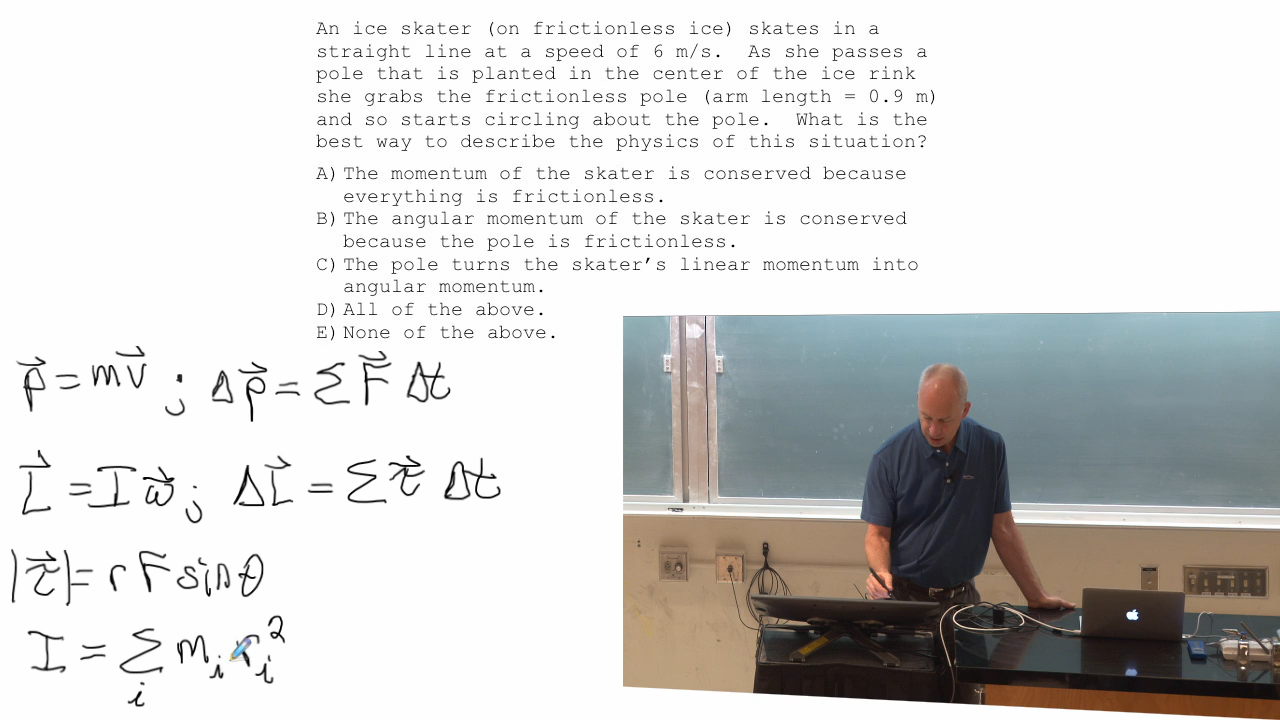 An ice skater (on frictionless ice) skates in a
straight line at a speed of 6 m/s. As she passes a
pole that is planted in the center of the ice rink
she grabs the frictionless pole (arm length = 0.9 m)
and so starts circling about the pole. What is the
best way to describe the physics of this situation?
A) The momentum of the skater is conserved because
everything is frictionless.
B) The angular momentum of the skater is conserved
because the pole is frictionless.
C) The pole turns the skater's linear momentum into
angular momentum.
D) All of the above.
E) None of the above.
p⃗ = mv⃗ ; Δp⃗ = ΣF⃗ Δt
L⃗ = Iω⃗ ; ΔL⃗ = Στ⃗ Δt
|τ⃗| = r F sinθ
I = Σᵢ mᵢ rᵢ²